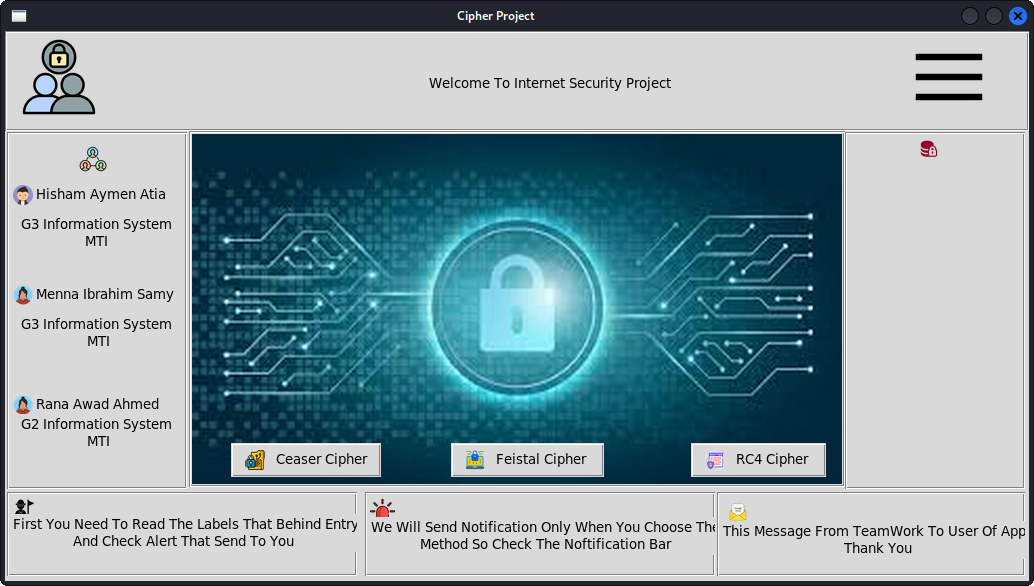 Cipher Project
Welcome To Internet Security Project
Hisham Aymen Atia
G3 Information System
MTI
Menna Ibrahim Samy
G3 Information System
MTI
Rana Awad Ahmed
G2 Information System
MTI
Ceaser Cipher
Feistal Cipher
RC4 Cipher
First You Need To Read The Labels That Behind Entry
And Check Alert That Send To You
We Will Send Notification Only When You Choose The
Method So Check The Noftification Bar
This Message From TeamWork To User Of App
Thank You